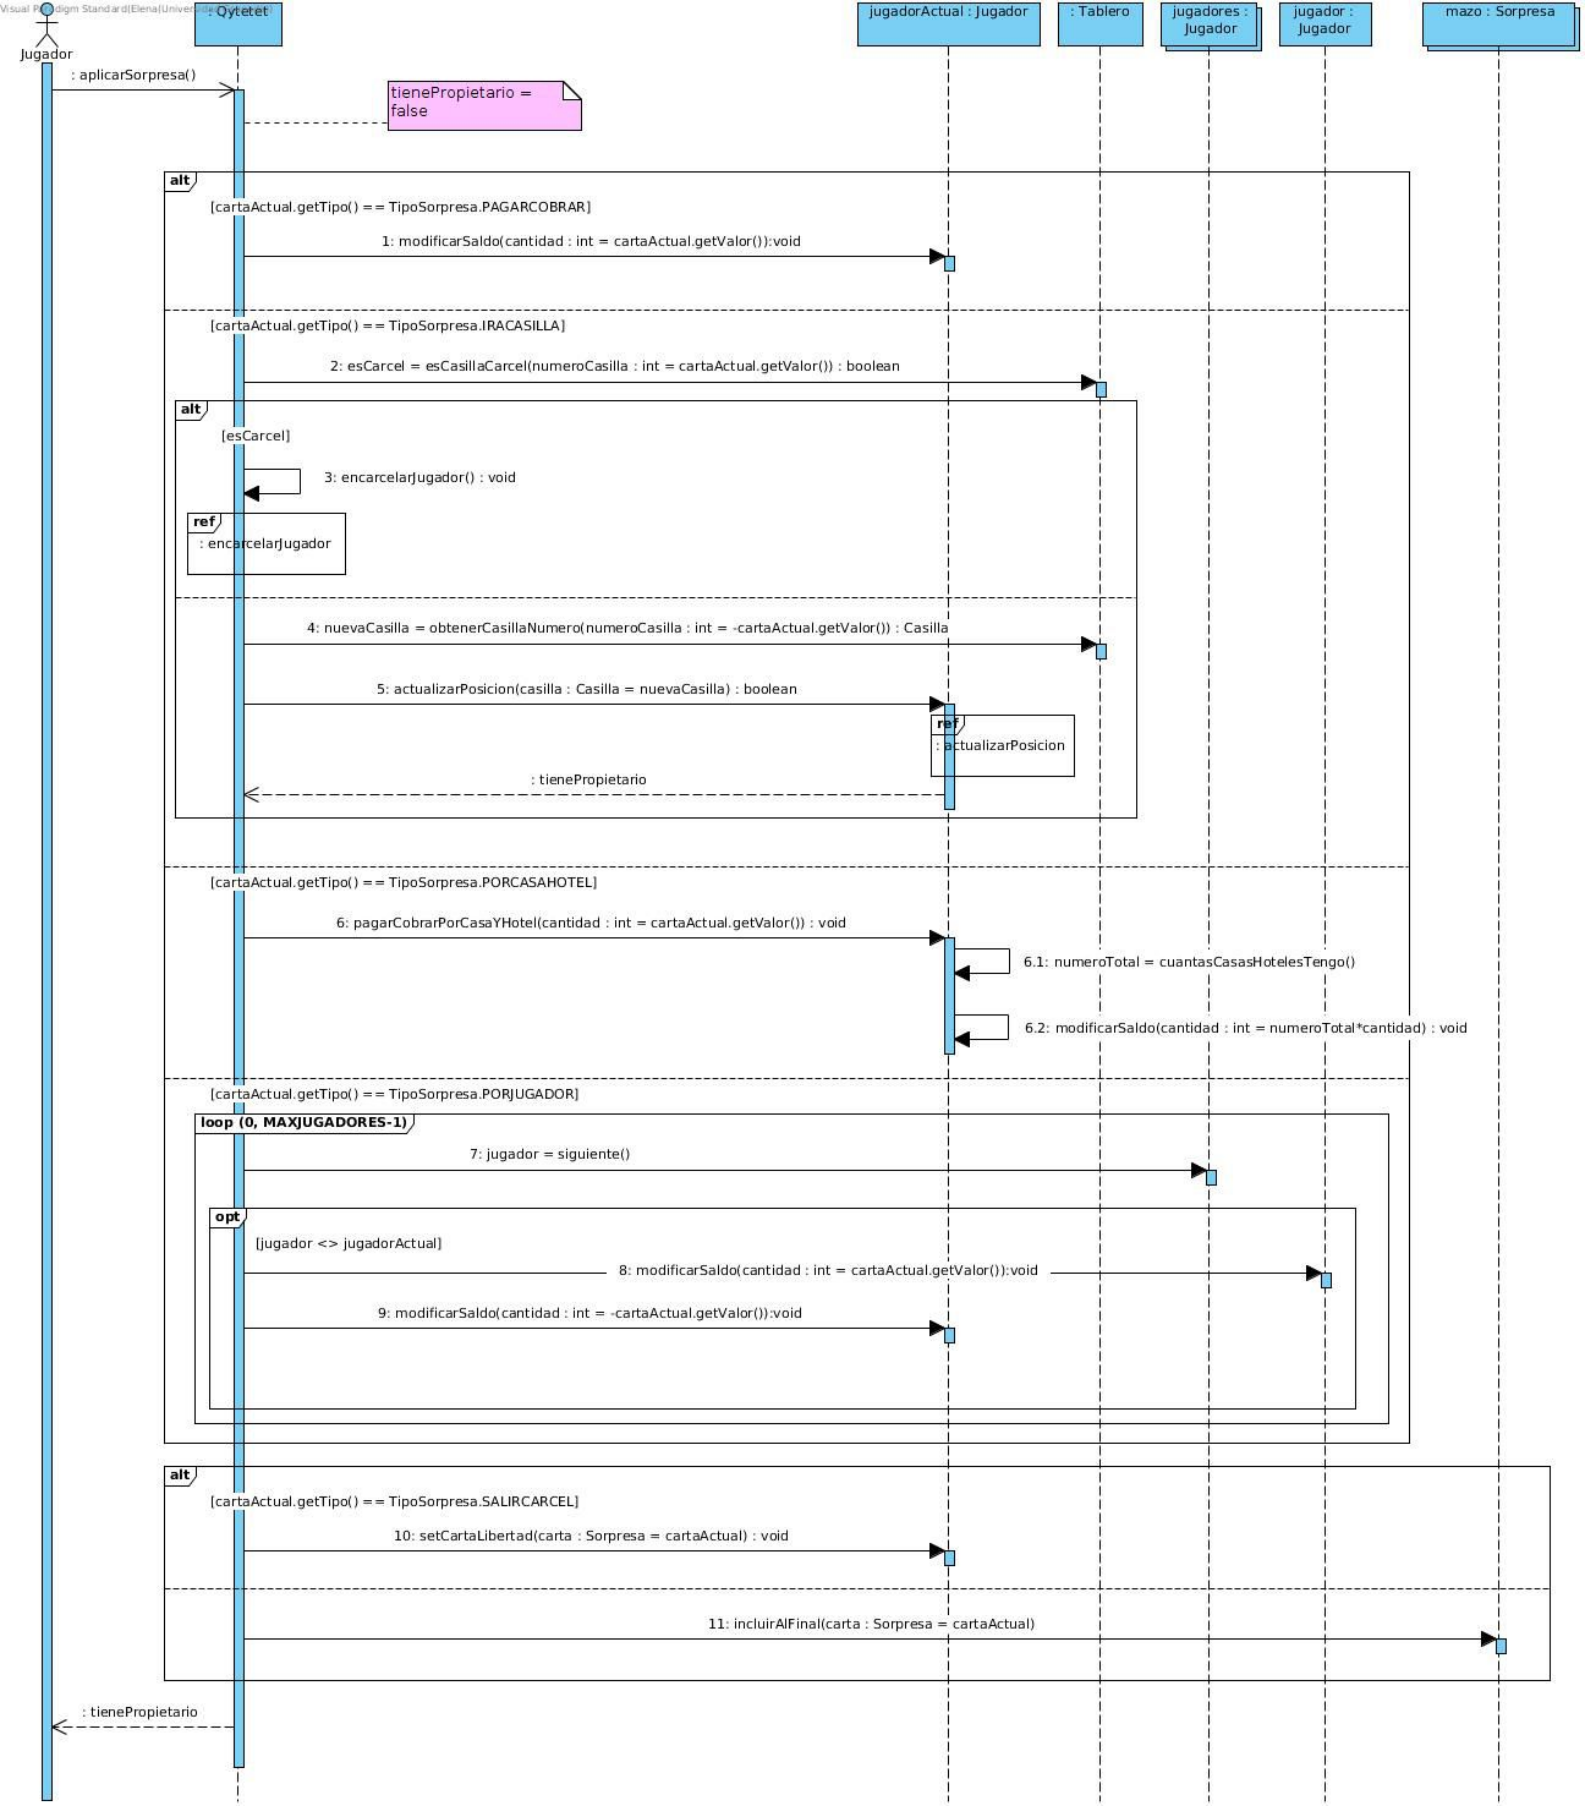 Visual Paradigm Standard(Elena(Univer
: Qytetet
jugadorActual : Jugador
: Tablero
jugadores :
Jugador
jugador :
Jugador
mazo : Sorpresa
Jugador
: aplicarSorpresa()
tienePropietario =
false
alt
[cartaActual.getTipo() == TipoSorpresa.PAGARCOBRAR]
1: modificarSaldo(cantidad : int = cartaActual.getValor()):void
[cartaActual.getTipo() == TipoSorpresa.IRACASILLA]
2: esCarcel = esCasillaCarcel(numeroCasilla : int = cartaActual.getValor()) : boolean
alt
[esCarcel]
3: encarcelarJugador() : void
ref
: encarcelarJugador
4: nuevaCasilla = obtenerCasillaNumero(numeroCasilla : int = -cartaActual.getValor()) : Casilla
5: actualizarPosicion(casilla : Casilla = nuevaCasilla) : boolean
ref
: actualizarPosicion
: tienePropietario
[cartaActual.getTipo() == TipoSorpresa.PORCASAHOTEL]
6: pagarCobrarPorCasaYHotel(cantidad : int = cartaActual.getValor()) : void
6.1: numeroTotal = cuantasCasasHotelesTengo()
6.2: modificarSaldo(cantidad : int = numeroTotal*cantidad) : void
[cartaActual.getTipo() == TipoSorpresa.PORJUGADOR]
loop (0, MAXJUGADORES-1)
7: jugador = siguiente()
opt
[jugador <> jugadorActual]
8: modificarSaldo(cantidad : int = cartaActual.getValor()):void
9: modificarSaldo(cantidad : int = -cartaActual.getValor()):void
alt
[cartaActual.getTipo() == TipoSorpresa.SALIRCARCEL]
10: setCartaLibertad(carta : Sorpresa = cartaActual) : void
11: incluirAlFinal(carta : Sorpresa = cartaActual)
: tienePropietario